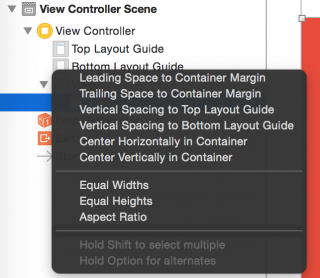 View Controller Scene
View Controller
Top Layout Guide
Bottom Layout Guide
Leading Space to Container Margin
Trailing Space to Container Margin
Vertical Spacing to Top Layout Guide
Vertical Spacing to Bottom Layout Guide
Center Horizontally in Container
Center Vertically in Container
Equal Widths
Equal Heights
Aspect Ratio
Hold Shift to select multiple
Hold Option for alternates